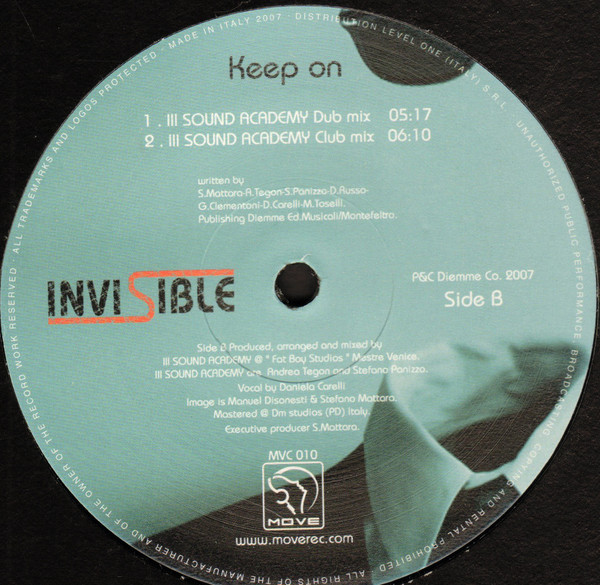 Keep on
1 . III SOUND ACADEMY Dub mix 05:17
2 . III SOUND ACADEMY Club mix 06:10
written by
S.Mattara-A.Tegon-S.Panizzo-D.Russo-
G.Clementoni-D.Carelli-M.Toselli.
Publishing Diemme Ed.Musicali/Montefeltro.
INVISIBLE
P&C Diemme Co. 2007
Side B
Side B Produced, arranged and mixed by
III SOUND ACADEMY @ " Fat Boy Studios " Mestre Venice.
III SOUND ACADEMY are Andrea Tegon and Stefano Panizzo.
Vocal by Daniela Carelli
Image is Manuel Disonesti & Stefano Mattara.
Mastered @ Dm studios (PD) Italy.
Executive producer S.Mattara.
MVC 010
MOVE
www.moverec.com
ALL RIGHTS OF THE MANUFACTURER AND OF THE OWNER OF THE RECORD WORK RESERVED · ALL TRADEMARKS AND LOGOS PROTECTED · MADE IN ITALY 2007 · DISTRIBUTION LEVEL ONE (ITALY) S.R.L. · UNAUTHORIZED PUBLIC PERFORMANCE, BROADCASTING, COPYING AND RENTAL PROHIBITED ·